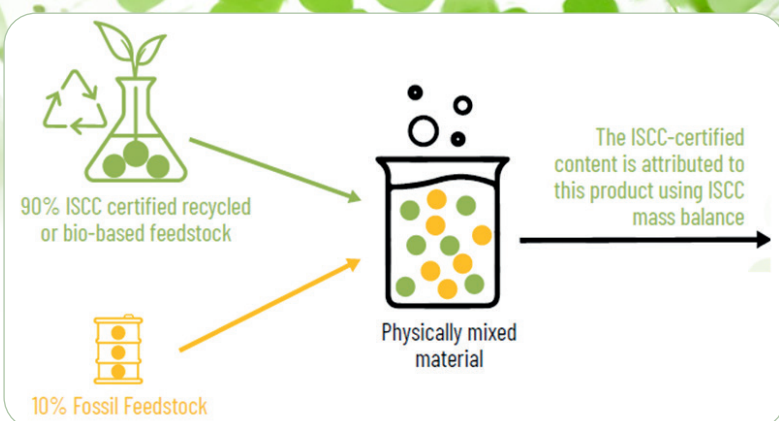 90% ISCC certified recycled
or bio-based feedstock
10% Fossil Feedstock
Physically mixed
material
The ISCC-certified
content is attributed to
this product using ISCC
mass balance